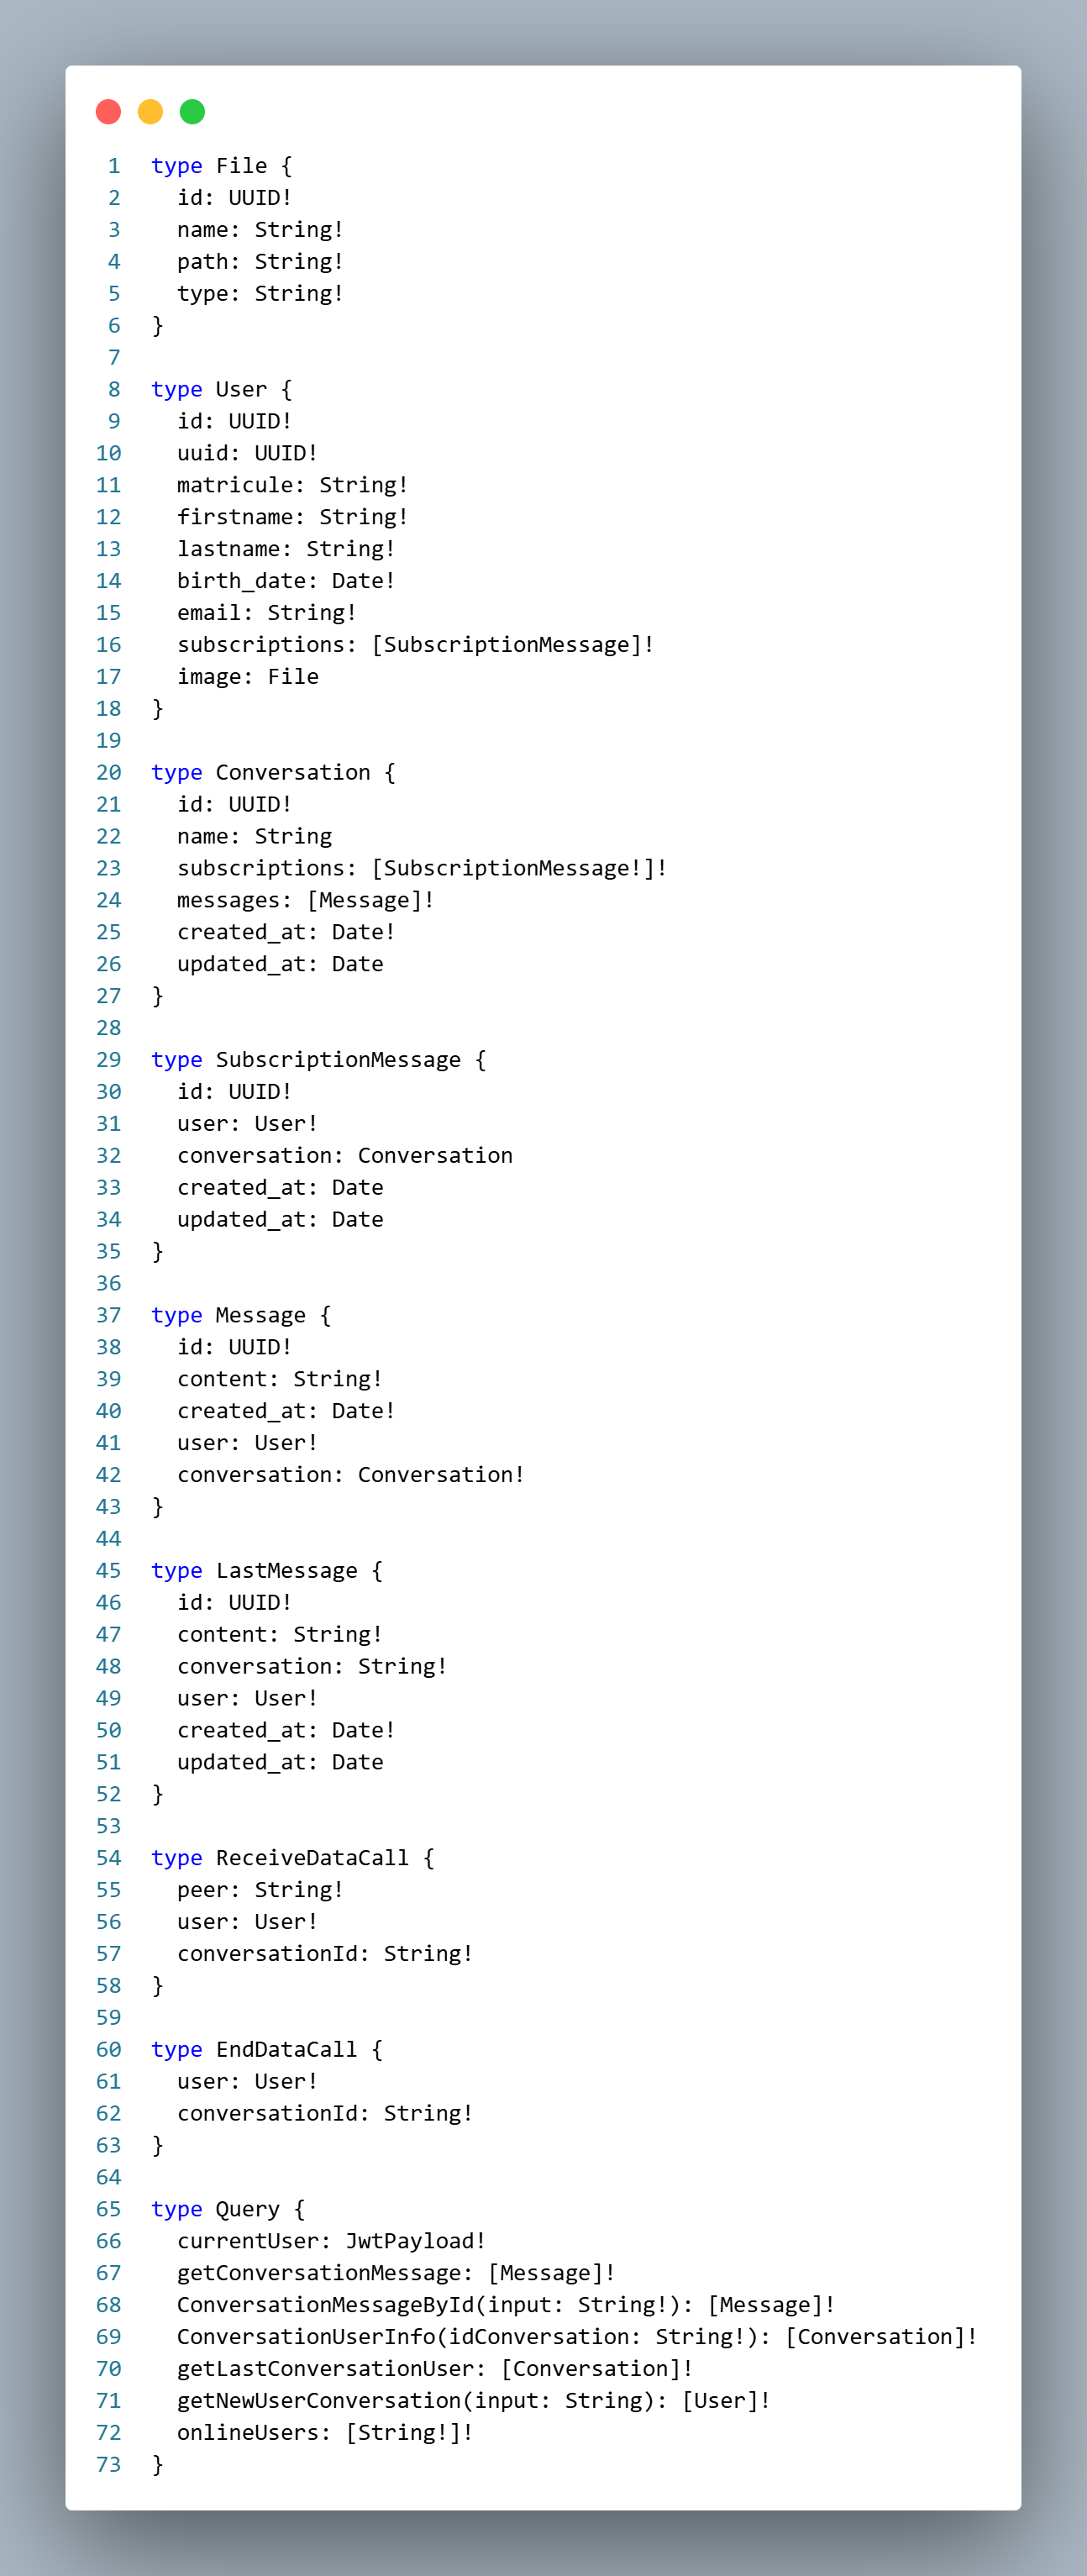 1 type File {
2   id: UUID!
3   name: String!
4   path: String!
5   type: String!
6 }
7
8 type User {
9   id: UUID!
10   uuid: UUID!
11   matricule: String!
12   firstname: String!
13   lastname: String!
14   birth_date: Date!
15   email: String!
16   subscriptions: [SubscriptionMessage]!
17   image: File
18 }
19
20 type Conversation {
21   id: UUID!
22   name: String
23   subscriptions: [SubscriptionMessage!]!
24   messages: [Message]!
25   created_at: Date!
26   updated_at: Date
27 }
28
29 type SubscriptionMessage {
30   id: UUID!
31   user: User!
32   conversation: Conversation
33   created_at: Date
34   updated_at: Date
35 }
36
37 type Message {
38   id: UUID!
39   content: String!
40   created_at: Date!
41   user: User!
42   conversation: Conversation!
43 }
44
45 type LastMessage {
46   id: UUID!
47   content: String!
48   conversation: String!
49   user: User!
50   created_at: Date!
51   updated_at: Date
52 }
53
54 type ReceiveDataCall {
55   peer: String!
56   user: User!
57   conversationId: String!
58 }
59
60 type EndDataCall {
61   user: User!
62   conversationId: String!
63 }
64
65 type Query {
66   currentUser: JwtPayload!
67   getConversationMessage: [Message]!
68   ConversationMessageById(input: String!): [Message]!
69   ConversationUserInfo(idConversation: String!): [Conversation]!
70   getLastConversationUser: [Conversation]!
71   getNewUserConversation(input: String): [User]!
72   onlineUsers: [String!]!
73 }